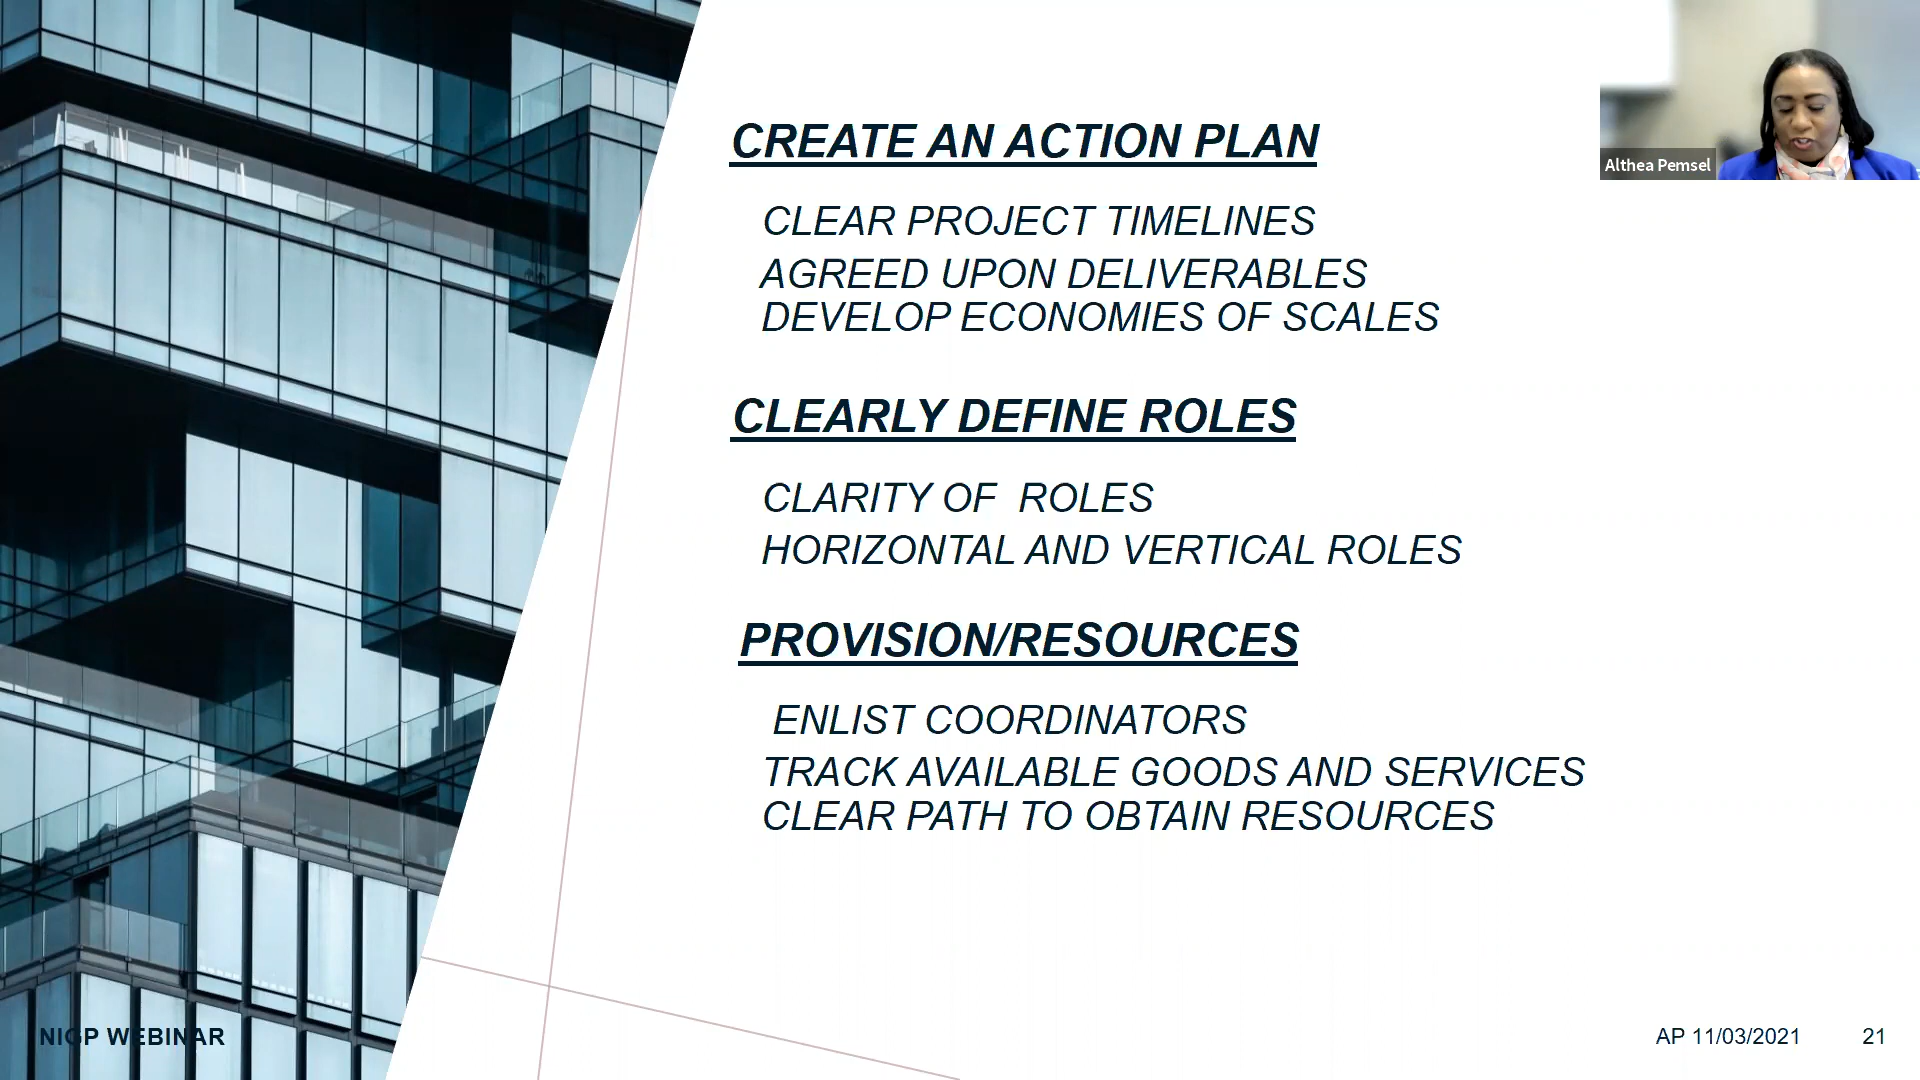 CREATE AN ACTION PLAN
CLEAR PROJECT TIMELINES
AGREED UPON DELIVERABLES
DEVELOP ECONOMIES OF SCALES
CLEARLY DEFINE ROLES
CLARITY OF  ROLES
HORIZONTAL AND VERTICAL ROLES
PROVISION/RESOURCES
ENLIST COORDINATORS
TRACK AVAILABLE GOODS AND SERVICES
CLEAR PATH TO OBTAIN RESOURCES
Althea Pemsel
NIGP WEBINAR
AP 11/03/2021
21